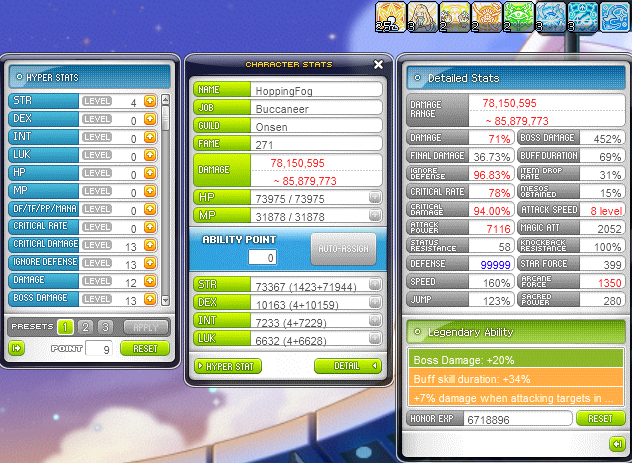 252 3 2 2 2 3 3
HYPER STATS
STR LEVEL 4
DEX LEVEL 0
INT LEVEL 0
LUK LEVEL 0
HP LEVEL 0
MP LEVEL 0
DF/TF/PP/MANA LEVEL 0
CRITICAL RATE LEVEL 0
CRITICAL DAMAGE LEVEL 13
IGNORE DEFENSE LEVEL 13
DAMAGE LEVEL 12
BOSS DAMAGE LEVEL 13
PRESETS 1 2 3 APPLY
POINT 9 RESET
CHARACTER STATS
NAME HoppingFog
JOB Buccaneer
GUILD Onsen
FAME 271
DAMAGE 78,150,595
~ 85,879,773
HP 73975 / 73975
MP 31878 / 31878
ABILITY POINT
0 AUTO-ASSIGN
STR 73367 (1423+71944)
DEX 10163 (4+10159)
INT 7233 (4+7229)
LUK 6632 (4+6628)
HYPER STAT DETAIL
Detailed Stats
DAMAGE RANGE 78,150,595
~ 85,879,773
DAMAGE 71% BOSS DAMAGE 452%
FINAL DAMAGE 36.73% BUFF DURATION 69%
IGNORE DEFENSE 96.83% ITEM DROP RATE 31%
CRITICAL RATE 78% MESOS OBTAINED 15%
CRITICAL DAMAGE 94.00% ATTACK SPEED 8 level
ATTACK POWER 7116 MAGIC ATT 2052
STATUS RESISTANCE 58 KNOCKBACK RESISTANCE 100%
DEFENSE 99999 STAR FORCE 399
SPEED 160% ARCANE FORCE 1350
JUMP 123% SACRED POWER 280
Legendary Ability
Boss Damage: +20%
Buff skill duration: +34%
+7% damage when attacking targets in ...
HONOR EXP 6718896 RESET